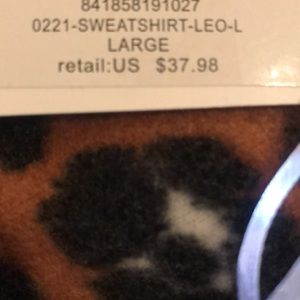 841858191027
0221-SWEATSHIRT-LEO-L
LARGE
retail:US $37.98